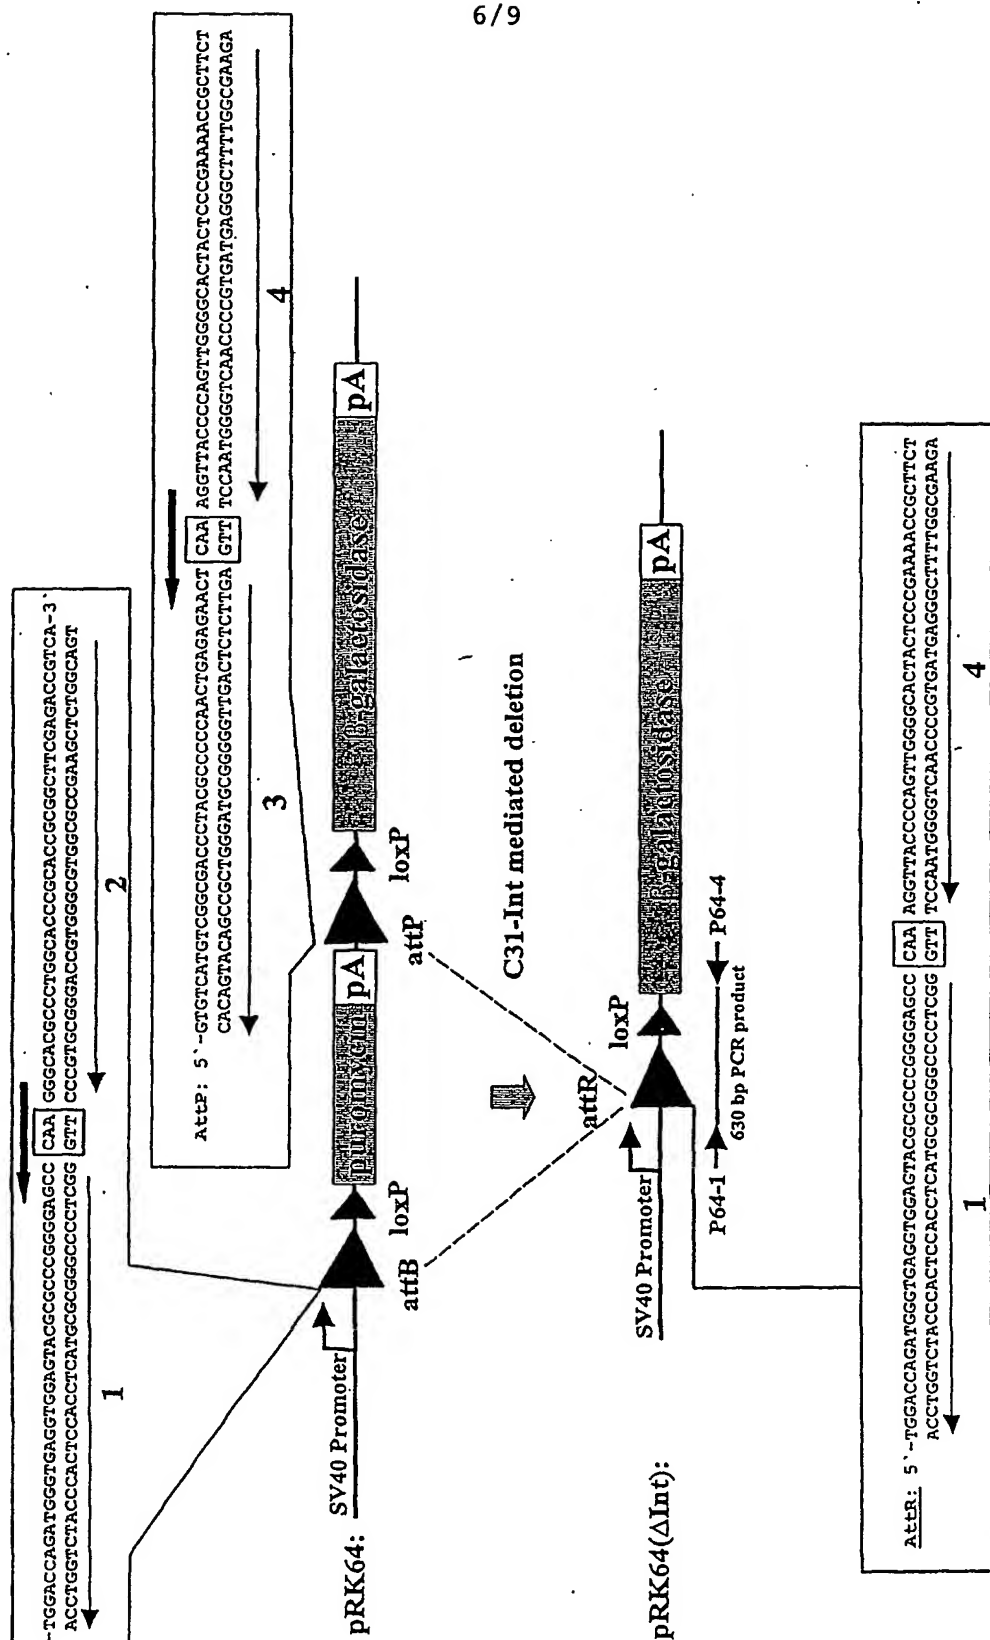 6/9
-TGGACCAGATGGGTGAGGTGGAGTACGCGCCCGGGGAGCC CAA GGGCACGCCCTGGCACCCGCACCGCGGCTTCGAGACCGTCA-3`
ACCTGGTCTACCCACTCCACCTCATGCGCGGGCCCCTCGG GTT CCCGTGCGGGACCGTGGGCGTGGCGCCGAAGCTCTGGCAGT
1
2
AttP: 5`-GTGTCATGTCGGCGACCCTACGCCCCCAACTGAGAGAACT CAA AGGTTACCCCAGTTGGGGCACTACTCCCGAAAACCGCTTCT
CACAGTACAGCCGCTGGGATGCGGGGGTTGACTCTCTTGA GTT TCCAATGGGGTCAACCCCGTGATGAGGGCTTTTGGCGAAGA
3
4
pRK64:
SV40 Promoter
attB
loxP
puromycin
pA
attP
loxP
b-galactosidase
pA
C31-Int mediated deletion
pRK64(ΔInt):
SV40 Promoter
attR
loxP
b-galactosidase
pA
P64-1
P64-4
630 bp PCR product
AttR: 5`-TGGACCAGATGGGTGAGGTGGAGTACGCGCCCGGGGAGCC CAA AGGTTACCCCAGTTGGGGCACTACTCCCGAAAACCGCTTCT
ACCTGGTCTACCCACTCCACCTCATGCGCGGGCCCCTCGG GTT TCCAATGGGGTCAACCCCGTGATGAGGGCTTTTGGCGAAGA
1
4